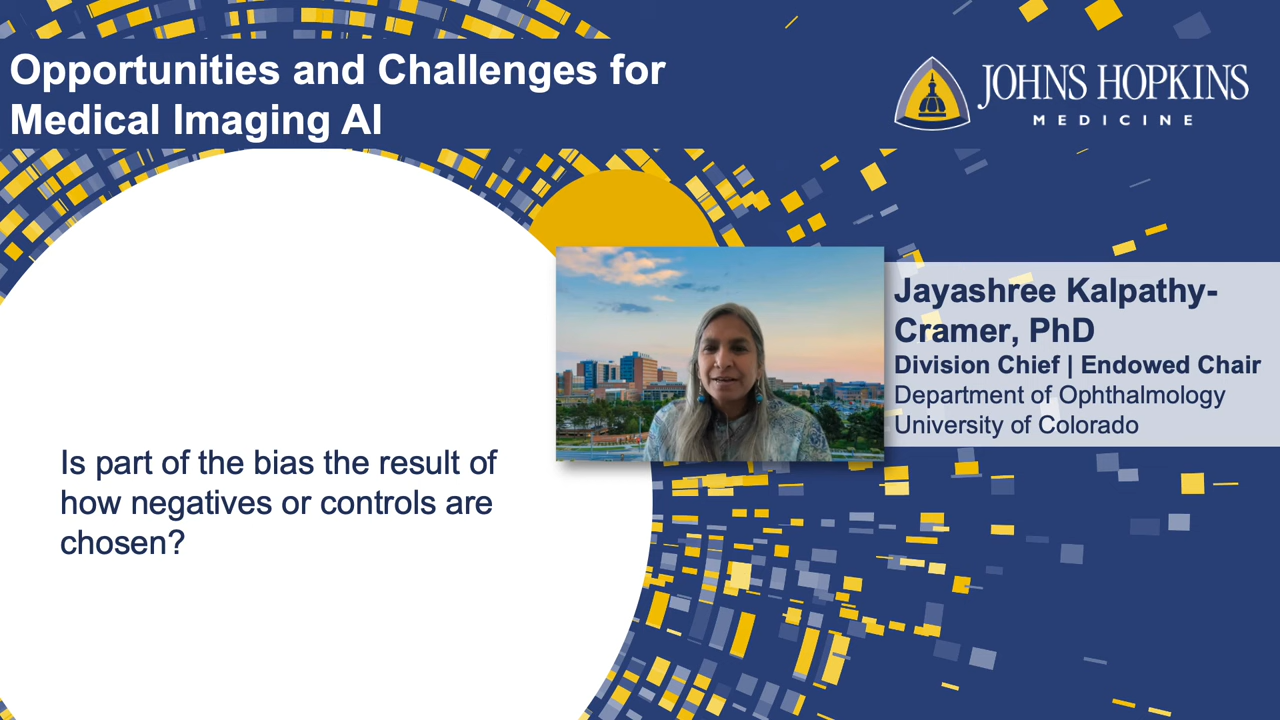 Opportunities and Challenges for
Medical Imaging AI
JOHNS HOPKINS
MEDICINE
Jayashree Kalpathy-
Cramer, PhD
Division Chief | Endowed Chair
Department of Ophthalmology
University of Colorado
Is part of the bias the result of
how negatives or controls are
chosen?